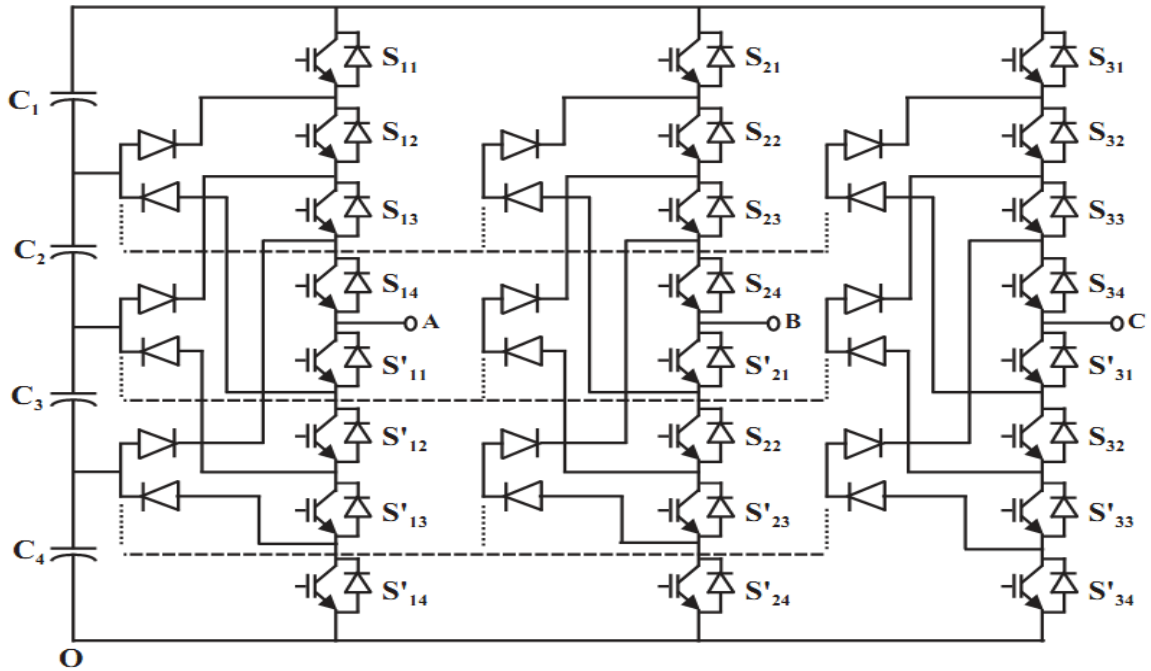 S₁₁ S₂₁ S₃₁
C₁
S₁₂ S₂₂ S₃₂
S₁₃ S₂₃ S₃₃
C₂
S₁₄ S₂₄ S₃₄
A B C
S'₁₁ S'₂₁ S'₃₁
C₃
S'₁₂ S₂₂ S₃₂
S'₁₃ S'₂₃ S'₃₃
C₄
S'₁₄ S'₂₄ S'₃₄
O